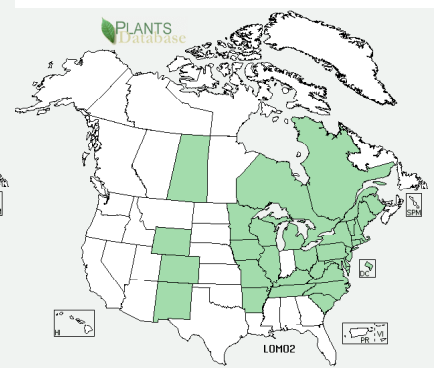 PLANTS
Database
SPM
DC
HI
PR
VI
LOMO2